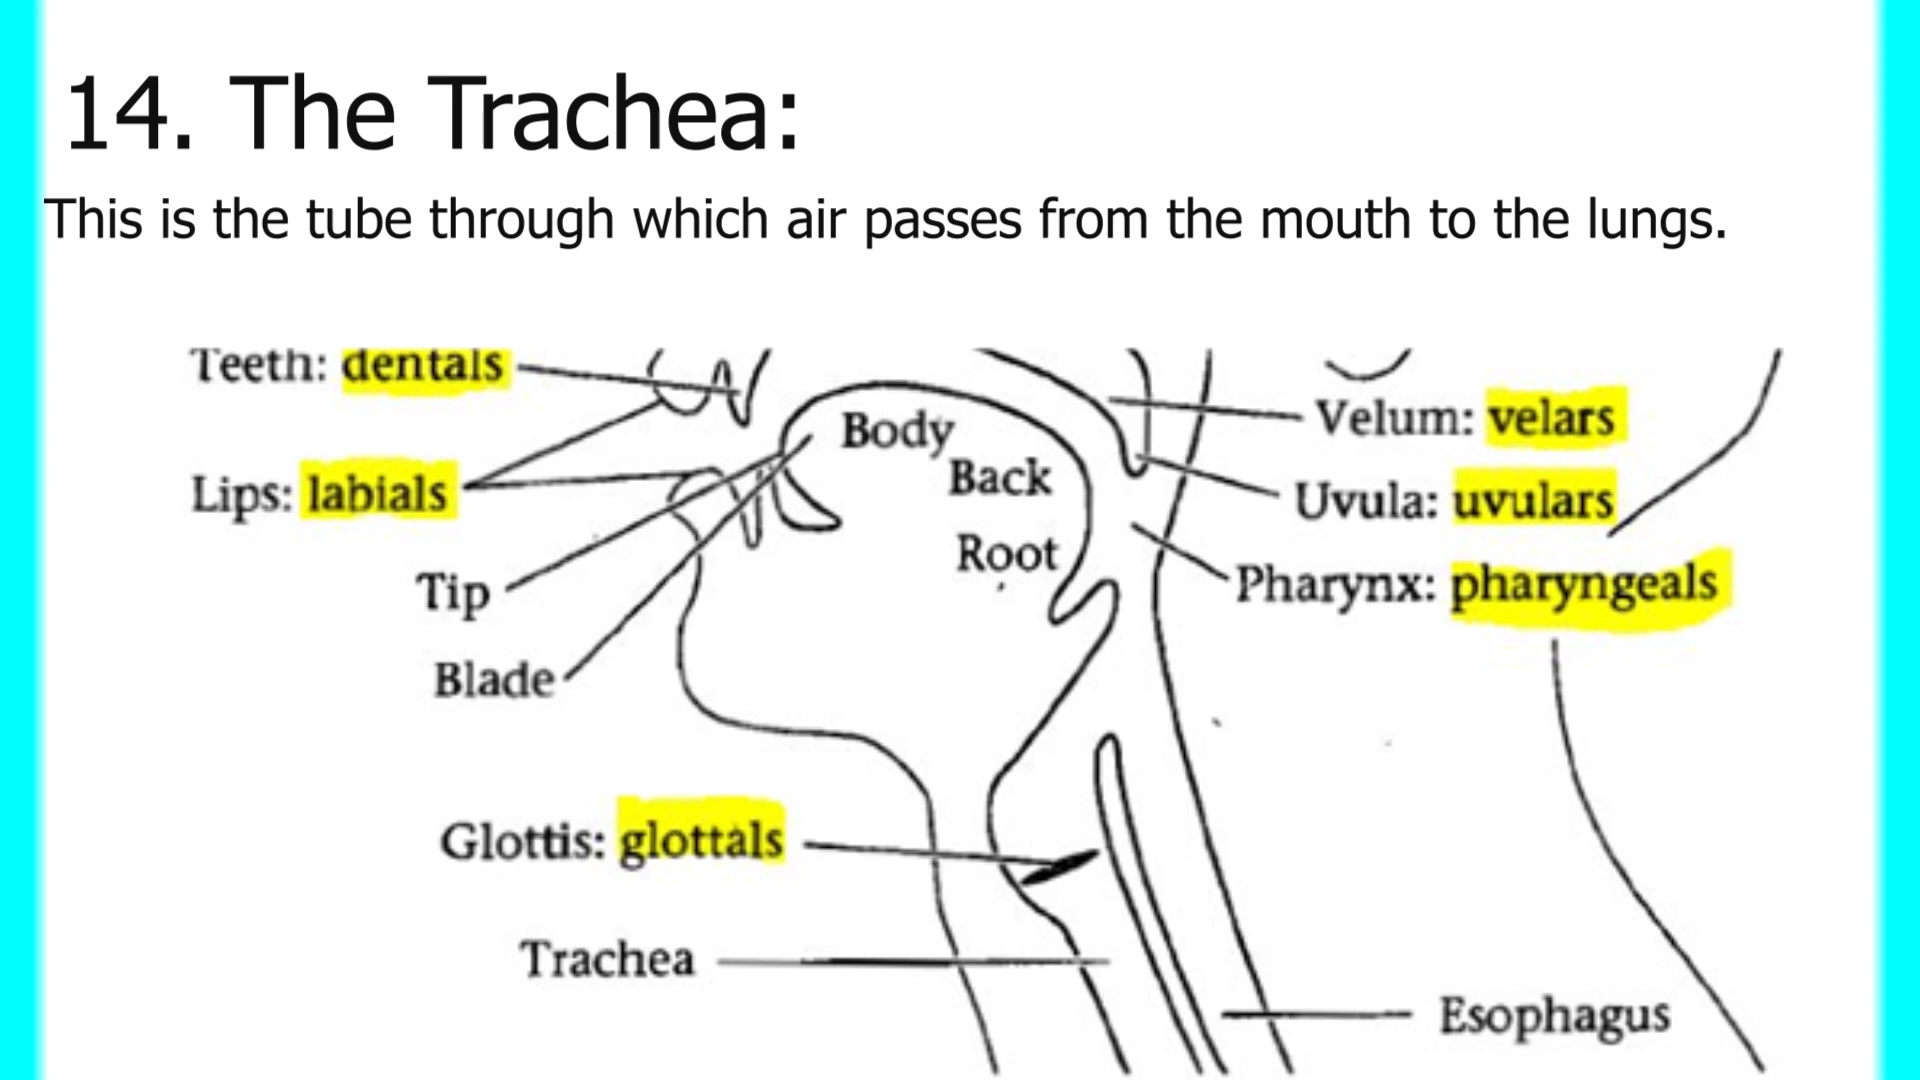 14. The Trachea:
This is the tube through which air passes from the mouth to the lungs.
Teeth: dentals
Velum: velars
Body
Back
Lips: labials
Uvula: uvulars
Root
Tip
Pharynx: pharyngeals
Blade
Glottis: glottals
Trachea
Esophagus